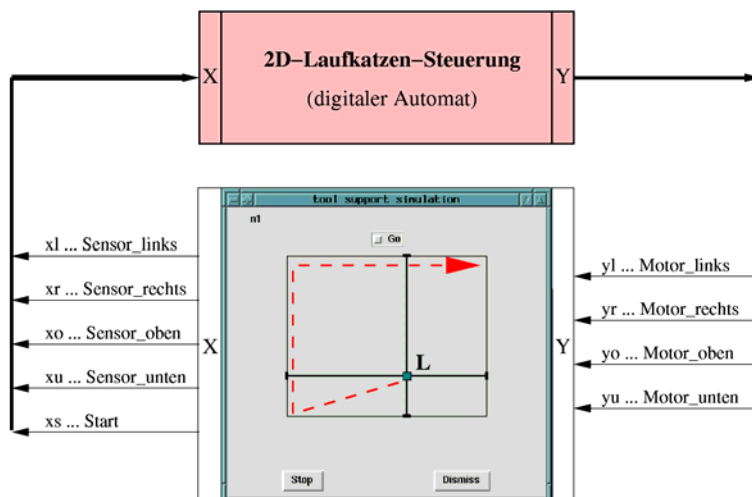 2D–Laufkatzen–Steuerung
X
Y
(digitaler Automat)
tool support simulation
n1
Go
xl ... Sensor_links
xr ... Sensor_rechts
xo ... Sensor_oben
xu ... Sensor_unten
xs ... Start
X
L
Y
yl ... Motor_links
yr ... Motor_rechts
yo ... Motor_oben
yu ... Motor_unten
Stop
Dismiss